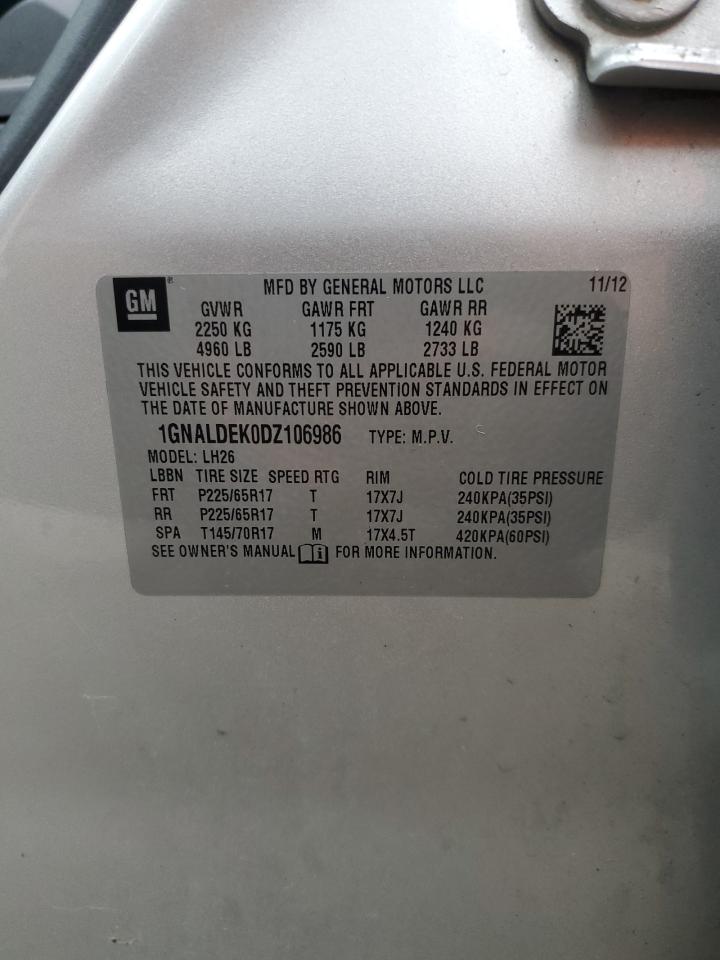 GM®
MFD BY GENERAL MOTORS LLC 11/12
GVWR GAWR FRT GAWR RR
2250 KG 1175 KG 1240 KG
4960 LB 2590 LB 2733 LB
THIS VEHICLE CONFORMS TO ALL APPLICABLE U.S. FEDERAL MOTOR
VEHICLE SAFETY AND THEFT PREVENTION STANDARDS IN EFFECT ON
THE DATE OF MANUFACTURE SHOWN ABOVE.
1GNALDEK0DZ106986 TYPE: M.P.V.
MODEL: LH26
LBBN TIRE SIZE SPEED RTG RIM COLD TIRE PRESSURE
FRT P225/65R17 T 17X7J 240KPA(35PSI)
RR P225/65R17 T 17X7J 240KPA(35PSI)
SPA T145/70R17 M 17X4.5T 420KPA(60PSI)
SEE OWNER'S MANUAL i FOR MORE INFORMATION.